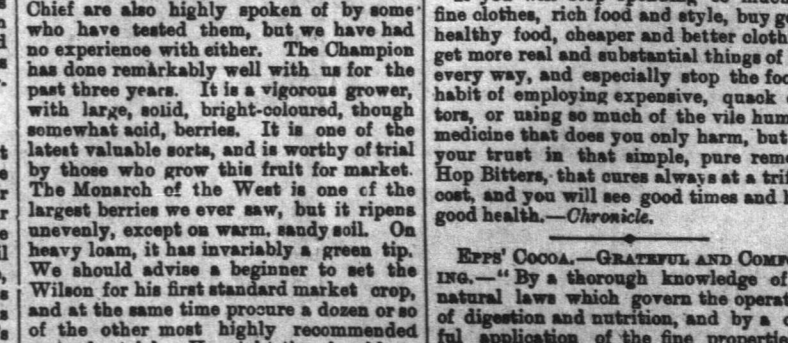 Chief are also highly spoken of by some
who have tested them, but we have had
no experience with either. The Champion
has done remarkably well with us for the
past three years. It is a vigorous grower,
with large, solid, bright-coloured, though
somewhat acid, berries. It is one of the
latest valuable sorts, and is worthy of trial
by those who grow this fruit for market.
The Monarch of the West is one of the
largest berries we ever saw, but it ripens
unevenly, except on warm, sandy soil. On
heavy loam, it has invariably a green tip.
We should advise a beginner to set the
Wilson for his first standard market crop,
and at the same time procure a dozen or so
of the other most highly recommended
fine clothes, rich food and style, buy
healthy food, cheaper and better
get more real and substantial things of
every way, and especially stop the
habit of employing expensive, quack
tors, or using so much of the vile
medicine that does you only harm, but
your trust in that simple, pure
Hop Bitters, that cures always at a
cost, and you will see good times and
good health.—Chronicle.
EPPS' COCOA.—GRATEFUL AND
ING.—"By a thorough knowledge of
natural laws which govern the
of digestion and nutrition, and by a
ful application of the fine